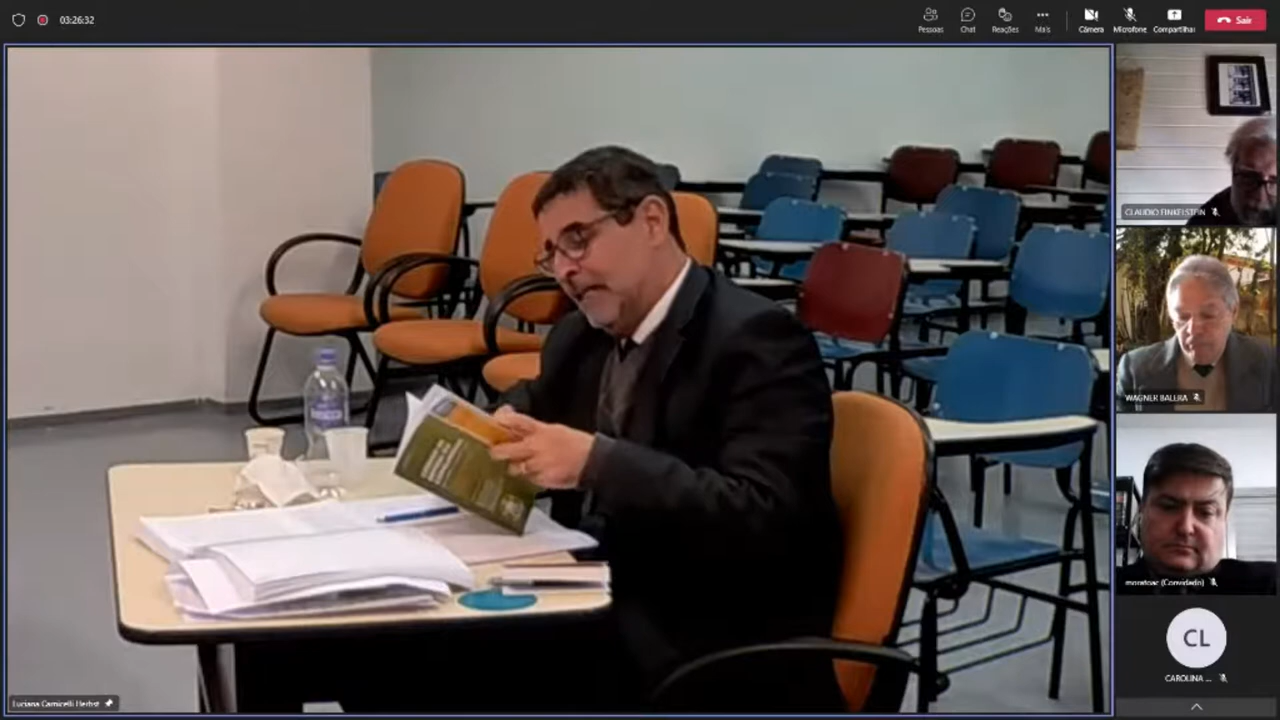 03:26:32
Pessoas
Chat
Reações
Mais
Câmera
Microfone
Compartilhar
Sair
CLAUDIO FINKELSTEIN
WAGNER BALERA
moratoac (Convidado)
CL
CAROLINA ...
Luciana Camicelli Herbst